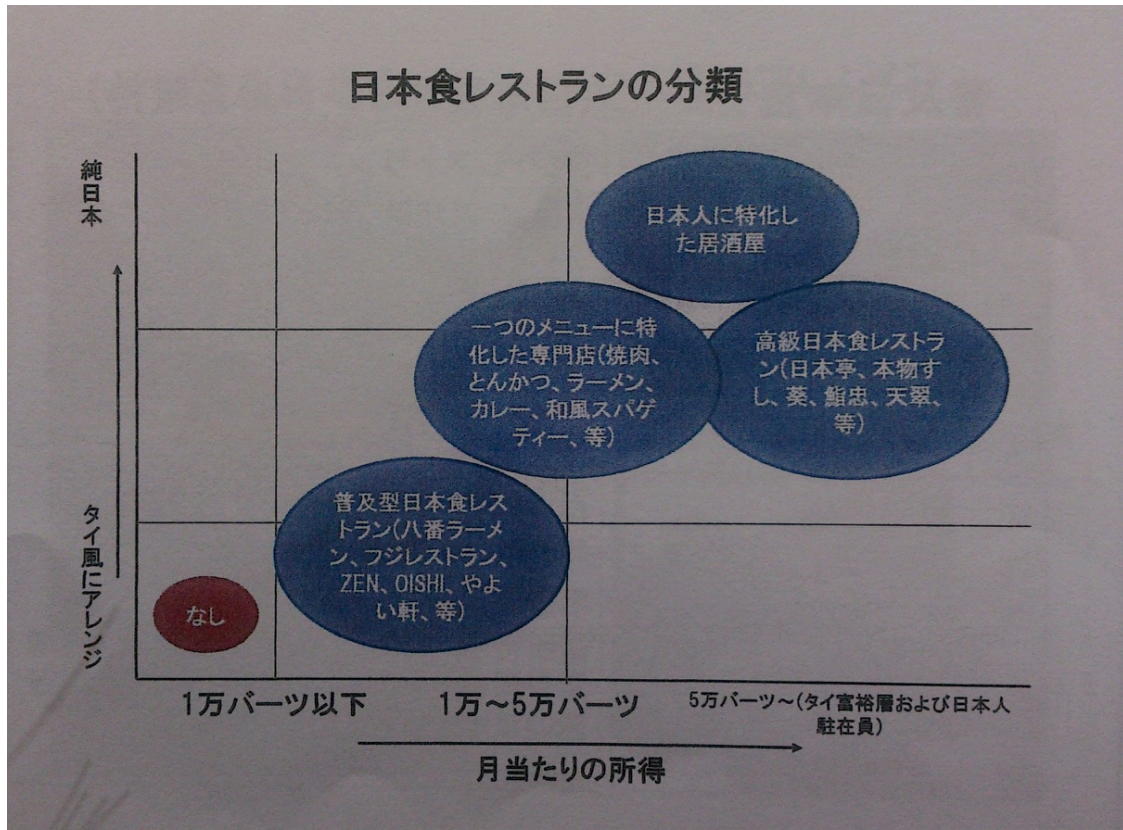 日本食レストランの分類
純日本
日本人に特化し
た居酒屋
一つのメニューに特
化した専門店(焼肉、
とんかつ、ラーメン、
カレー、和風スパゲ
ティー、等)
高級日本食レストラ
ン(日本亭、本物す
し、葵、鮨忠、天翠、
等)
普及型日本食レス
トラン(八番ラーメ
ン、フジレストラン、
ZEN、OISHI、やよ
い軒、等)
タイ風にアレンジ
なし
1万バーツ以下
1万～5万バーツ
5万バーツ～(タイ富裕層および日本人
駐在員)
月当たりの所得